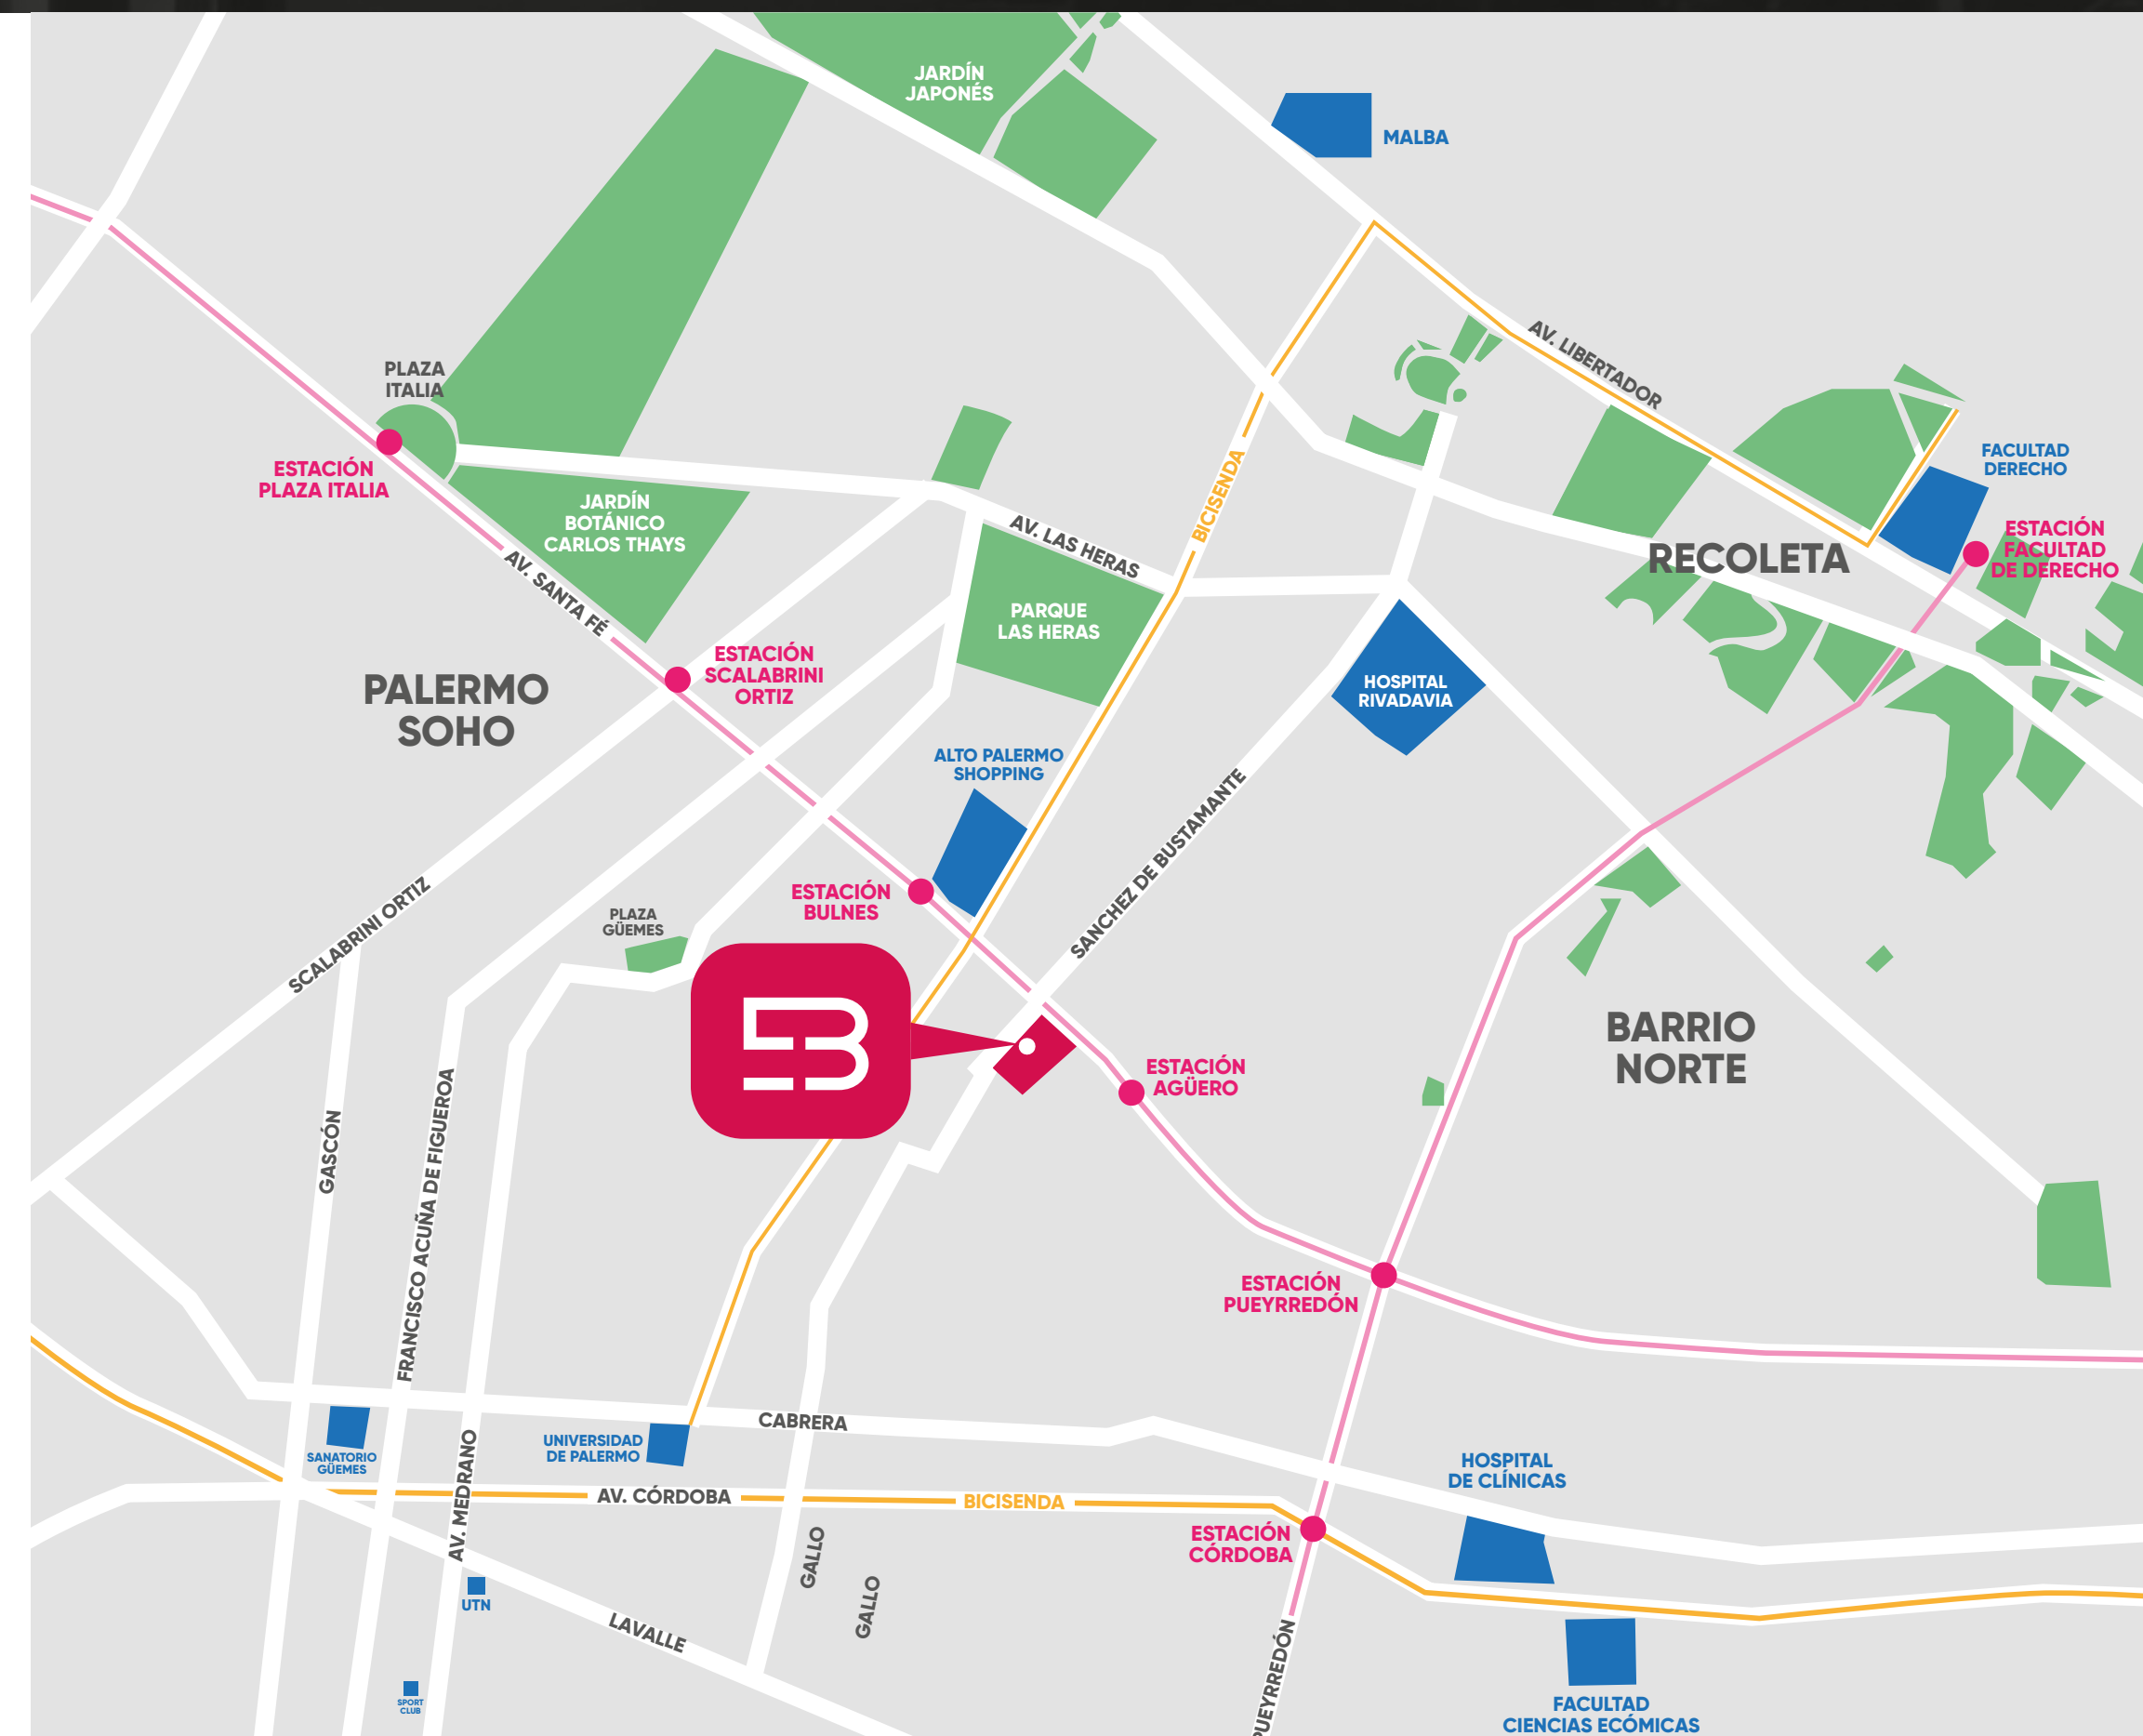 JARDÍN
JAPONÉS
MALBA
AV. LIBERTADOR
PLAZA
ITALIA
ESTACIÓN
PLAZA ITALIA
JARDÍN
BOTÁNICO
CARLOS THAYS
AV. SANTA FÉ
AV. LAS HERAS
BICISENDA
FACULTAD
DERECHO
ESTACIÓN
FACULTAD
DE DERECHO
RECOLETA
PARQUE
LAS HERAS
ESTACIÓN
SCALABRINI
ORTIZ
PALERMO
SOHO
HOSPITAL
RIVADAVIA
ALTO PALERMO
SHOPPING
SANCHEZ DE BUSTAMANTE
ESTACIÓN
BULNES
PLAZA
GÜEMES
SCALABRINI ORTIZ
53
BARRIO
NORTE
ESTACIÓN
AGÜERO
GASCÓN
FRANCISCO ACUÑA DE FIGUEROA
ESTACIÓN
PUEYRREDÓN
CABRERA
SANATORIO
GÜEMES
UNIVERSIDAD
DE PALERMO
AV. MEDRANO
AV. CÓRDOBA
BICISENDA
HOSPITAL
DE CLÍNICAS
ESTACIÓN
CÓRDOBA
GALLO
GALLO
UTN
LAVALLE
PUEYRREDÓN
SPORT
CLUB
FACULTAD
CIENCIAS ECÓMICAS